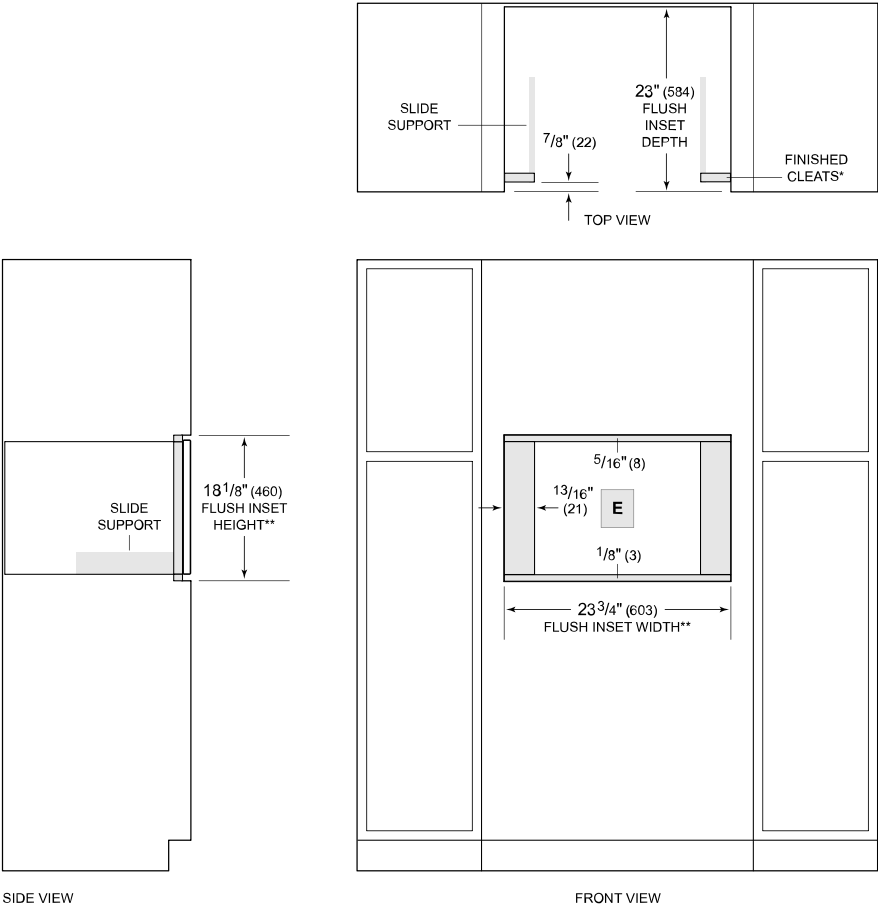 SLIDE
SUPPORT
7/8" (22)
23" (584)
FLUSH
INSET
DEPTH
FINISHED
CLEATS*
TOP VIEW
18 1/8" (460)
FLUSH INSET
HEIGHT**
SLIDE
SUPPORT
5/16" (8)
13/16"
(21)
E
1/8" (3)
23 3/4" (603)
FLUSH INSET WIDTH**
SIDE VIEW
FRONT VIEW